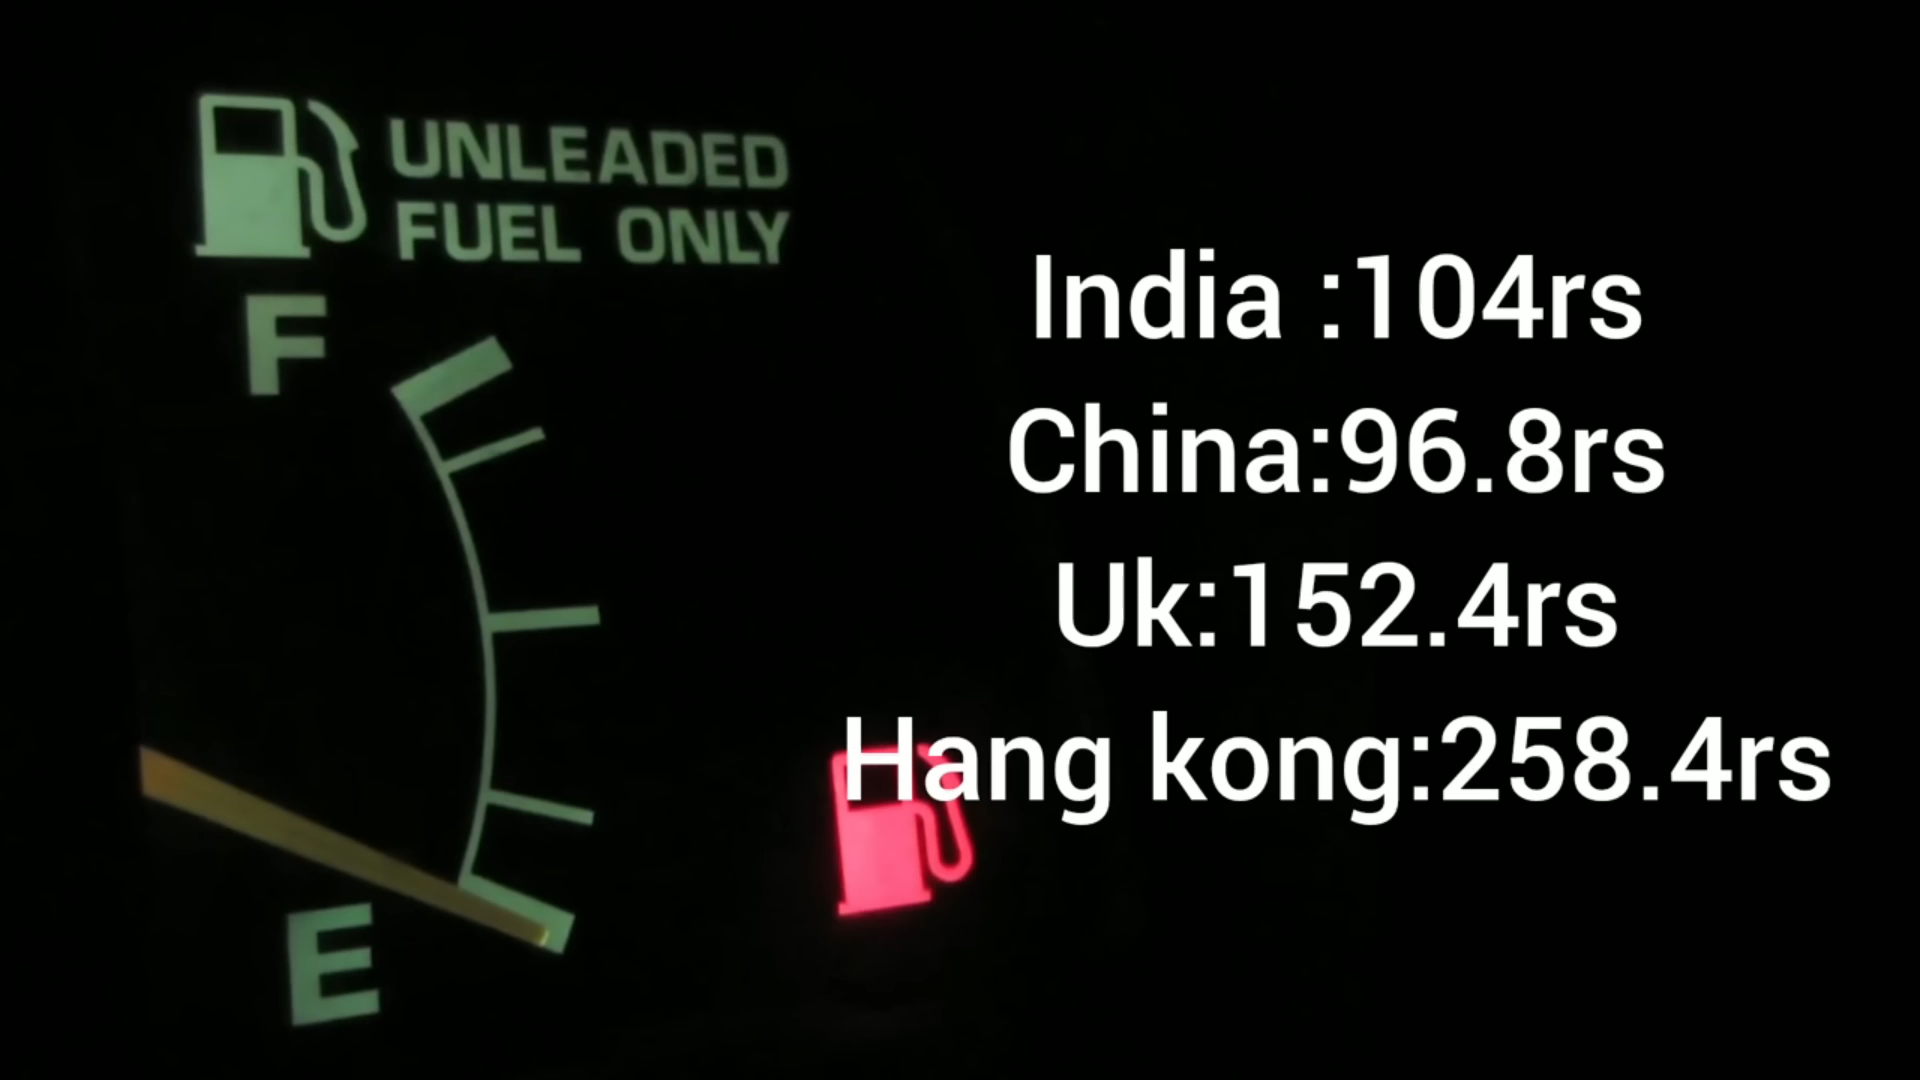 UNLEADED
FUEL ONLY
F
E
India :104rs
China:96.8rs
Uk:152.4rs
Hang kong:258.4rs